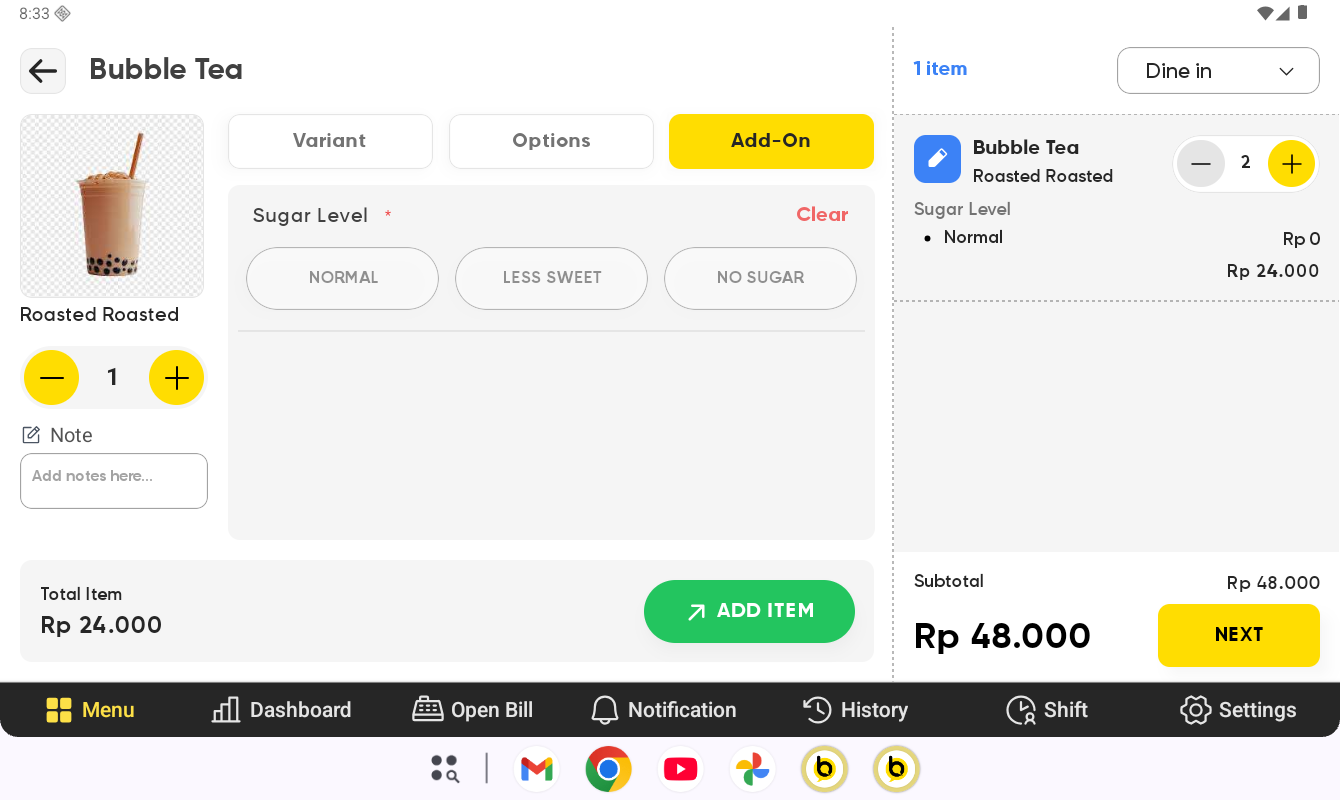 8:33
Bubble Tea
Roasted Roasted
1
Note
Add notes here...
Variant
Options
Add-On
Sugar Level *
Clear
NORMAL
LESS SWEET
NO SUGAR
Total Item
Rp 24.000
ADD ITEM
1 item
Dine in
Bubble Tea
Roasted Roasted
2
Sugar Level
• Normal
Rp 0
Rp 24.000
Subtotal
Rp 48.000
Rp 48.000
NEXT
Menu
Dashboard
Open Bill
Notification
History
Shift
Settings